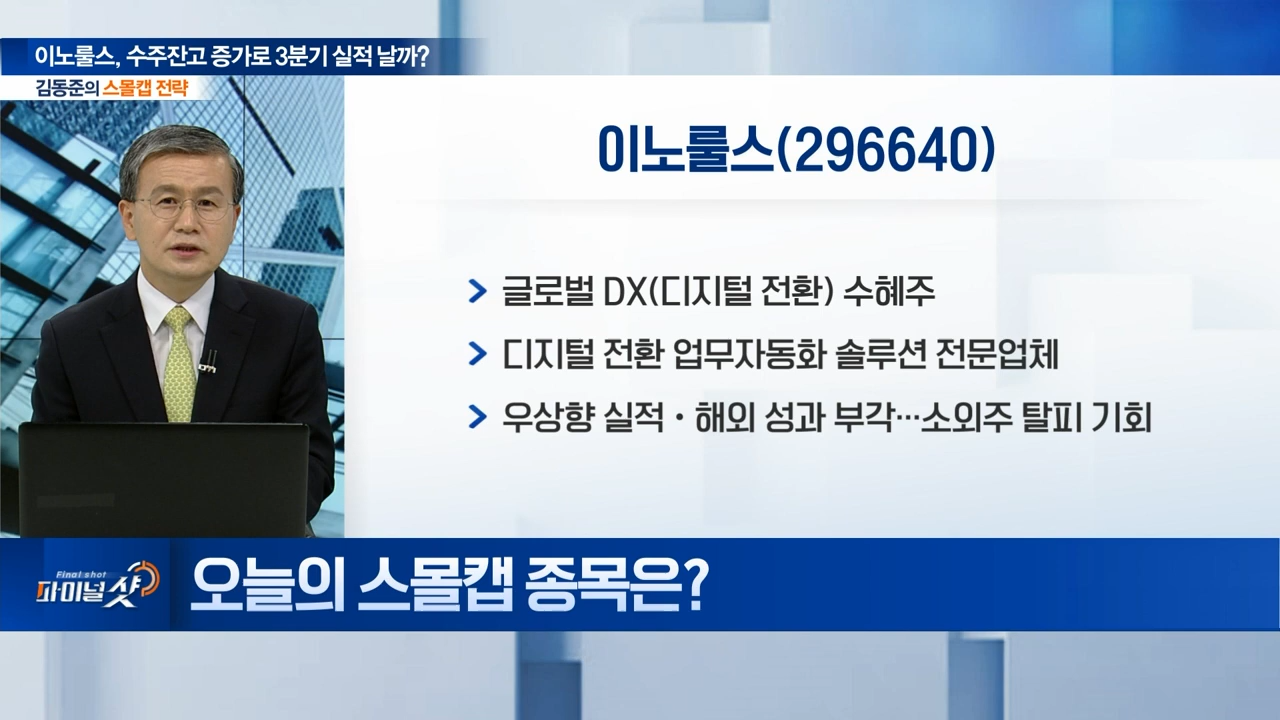 이노룰스, 수주잔고 증가로 3분기 실적 날까?
김동준의 스몰캡 전략
이노룰스(296640)
글로벌 DX(디지털 전환) 수혜주
디지털 전환 업무자동화 솔루션 전문업체
우상향 실적·해외 성과 부각…소외주 탈피 기회
Final shot
파이널샷
오늘의 스몰캡 종목은?